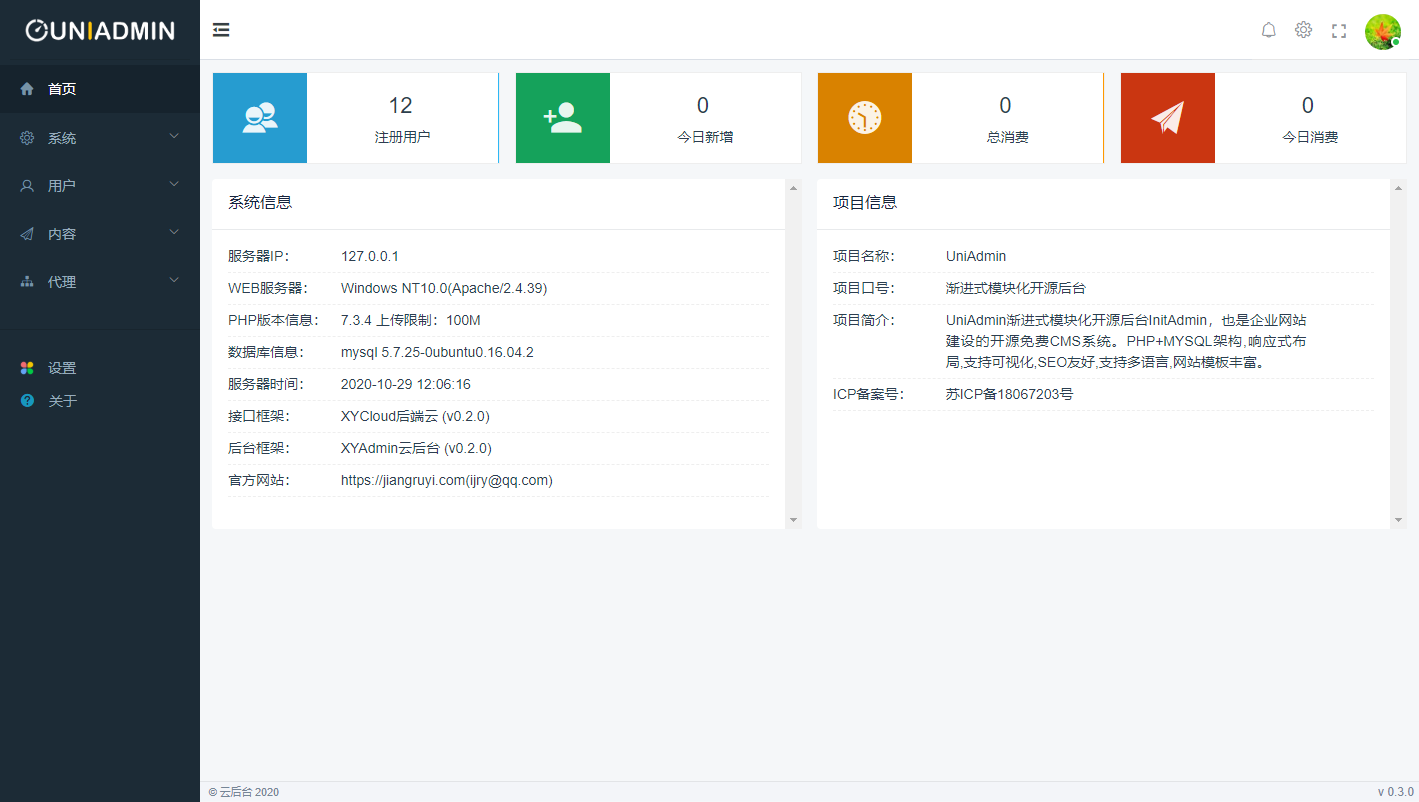 UNIADMIN
首页
系统
用户
内容
代理
设置
关于
12
注册用户
0
今日新增
0
总消费
0
今日消费
系统信息
服务器IP： 127.0.0.1
WEB服务器： Windows NT10.0(Apache/2.4.39)
PHP版本信息： 7.3.4 上传限制：100M
数据库信息： mysql 5.7.25-0ubuntu0.16.04.2
服务器时间： 2020-10-29 12:06:16
接口框架： XYCloud后端云 (v0.2.0)
后台框架： XYAdmin云后台 (v0.2.0)
官方网站： https://jiangruyi.com(ijry@qq.com)
项目信息
项目名称： UniAdmin
项目口号： 渐进式模块化开源后台
项目简介： UniAdmin渐进式模块化开源后台InitAdmin，也是企业网站
建设的开源免费CMS系统。PHP+MYSQL架构,响应式布
局,支持可视化,SEO友好,支持多语言,网站模板丰富。
ICP备案号： 苏ICP备18067203号
© 云后台 2020
v 0.3.0